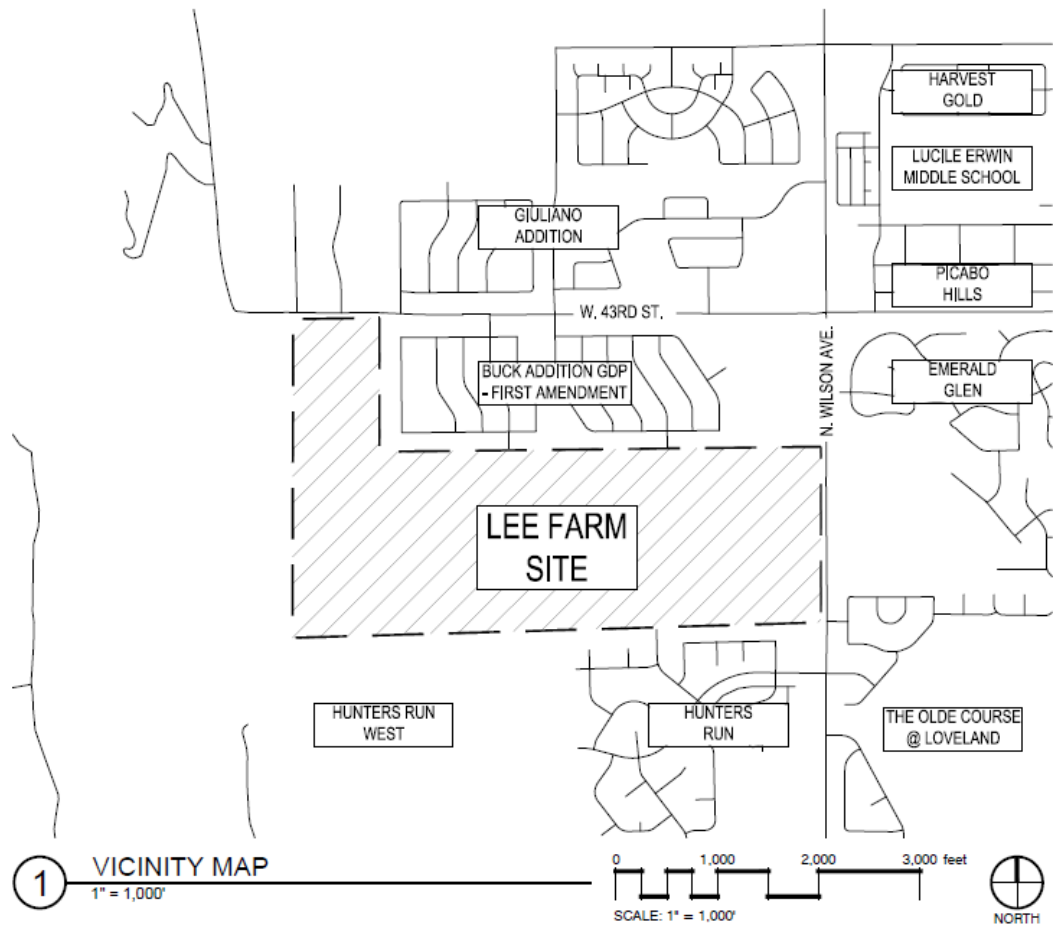 HARVEST
GOLD
LUCILE ERWIN
MIDDLE SCHOOL
GIULIANO
ADDITION
PICABO
HILLS
W. 43RD ST.
N. WILSON AVE.
BUCK ADDITION GDP
- FIRST AMENDMENT
EMERALD
GLEN
LEE FARM
SITE
HUNTERS RUN
WEST
HUNTERS
RUN
THE OLDE COURSE
@ LOVELAND
1
VICINITY MAP
1" = 1,000'
0 1,000 2,000 3,000 feet
SCALE: 1" = 1,000'
NORTH